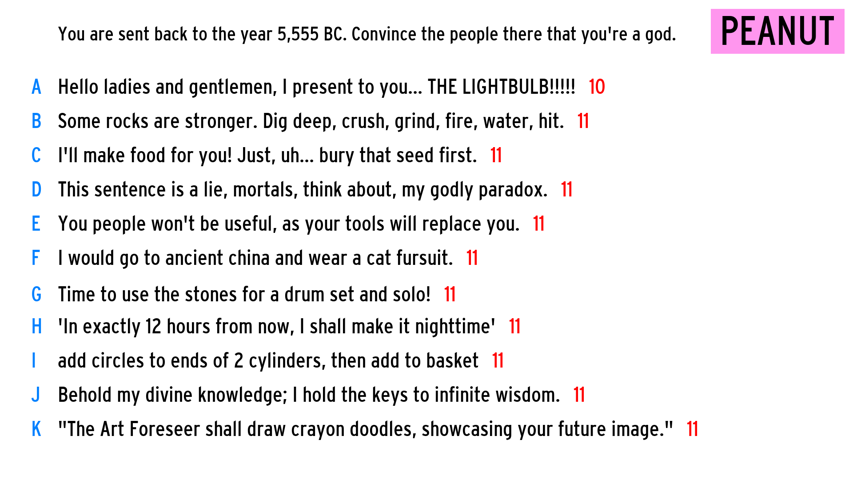 You are sent back to the year 5,555 BC. Convince the people there that you're a god.
PEANUT
A Hello ladies and gentlemen, I present to you... THE LIGHTBULB!!!!! 10
B Some rocks are stronger. Dig deep, crush, grind, fire, water, hit. 11
C I'll make food for you! Just, uh... bury that seed first. 11
D This sentence is a lie, mortals, think about, my godly paradox. 11
E You people won't be useful, as your tools will replace you. 11
F I would go to ancient china and wear a cat fursuit. 11
G Time to use the stones for a drum set and solo! 11
H 'In exactly 12 hours from now, I shall make it nighttime' 11
I add circles to ends of 2 cylinders, then add to basket 11
J Behold my divine knowledge; I hold the keys to infinite wisdom. 11
K "The Art Foreseer shall draw crayon doodles, showcasing your future image." 11